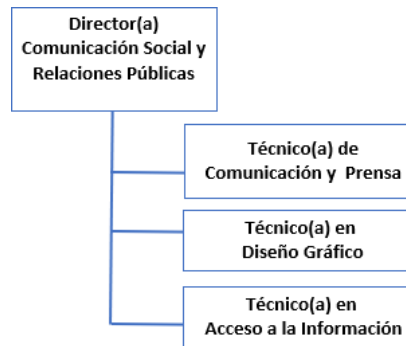 Director(a)
Comunicación Social y
Relaciones Públicas
Técnico(a) de
Comunicación y Prensa
Técnico(a) en
Diseño Gráfico
Técnico(a) en
Acceso a la Información